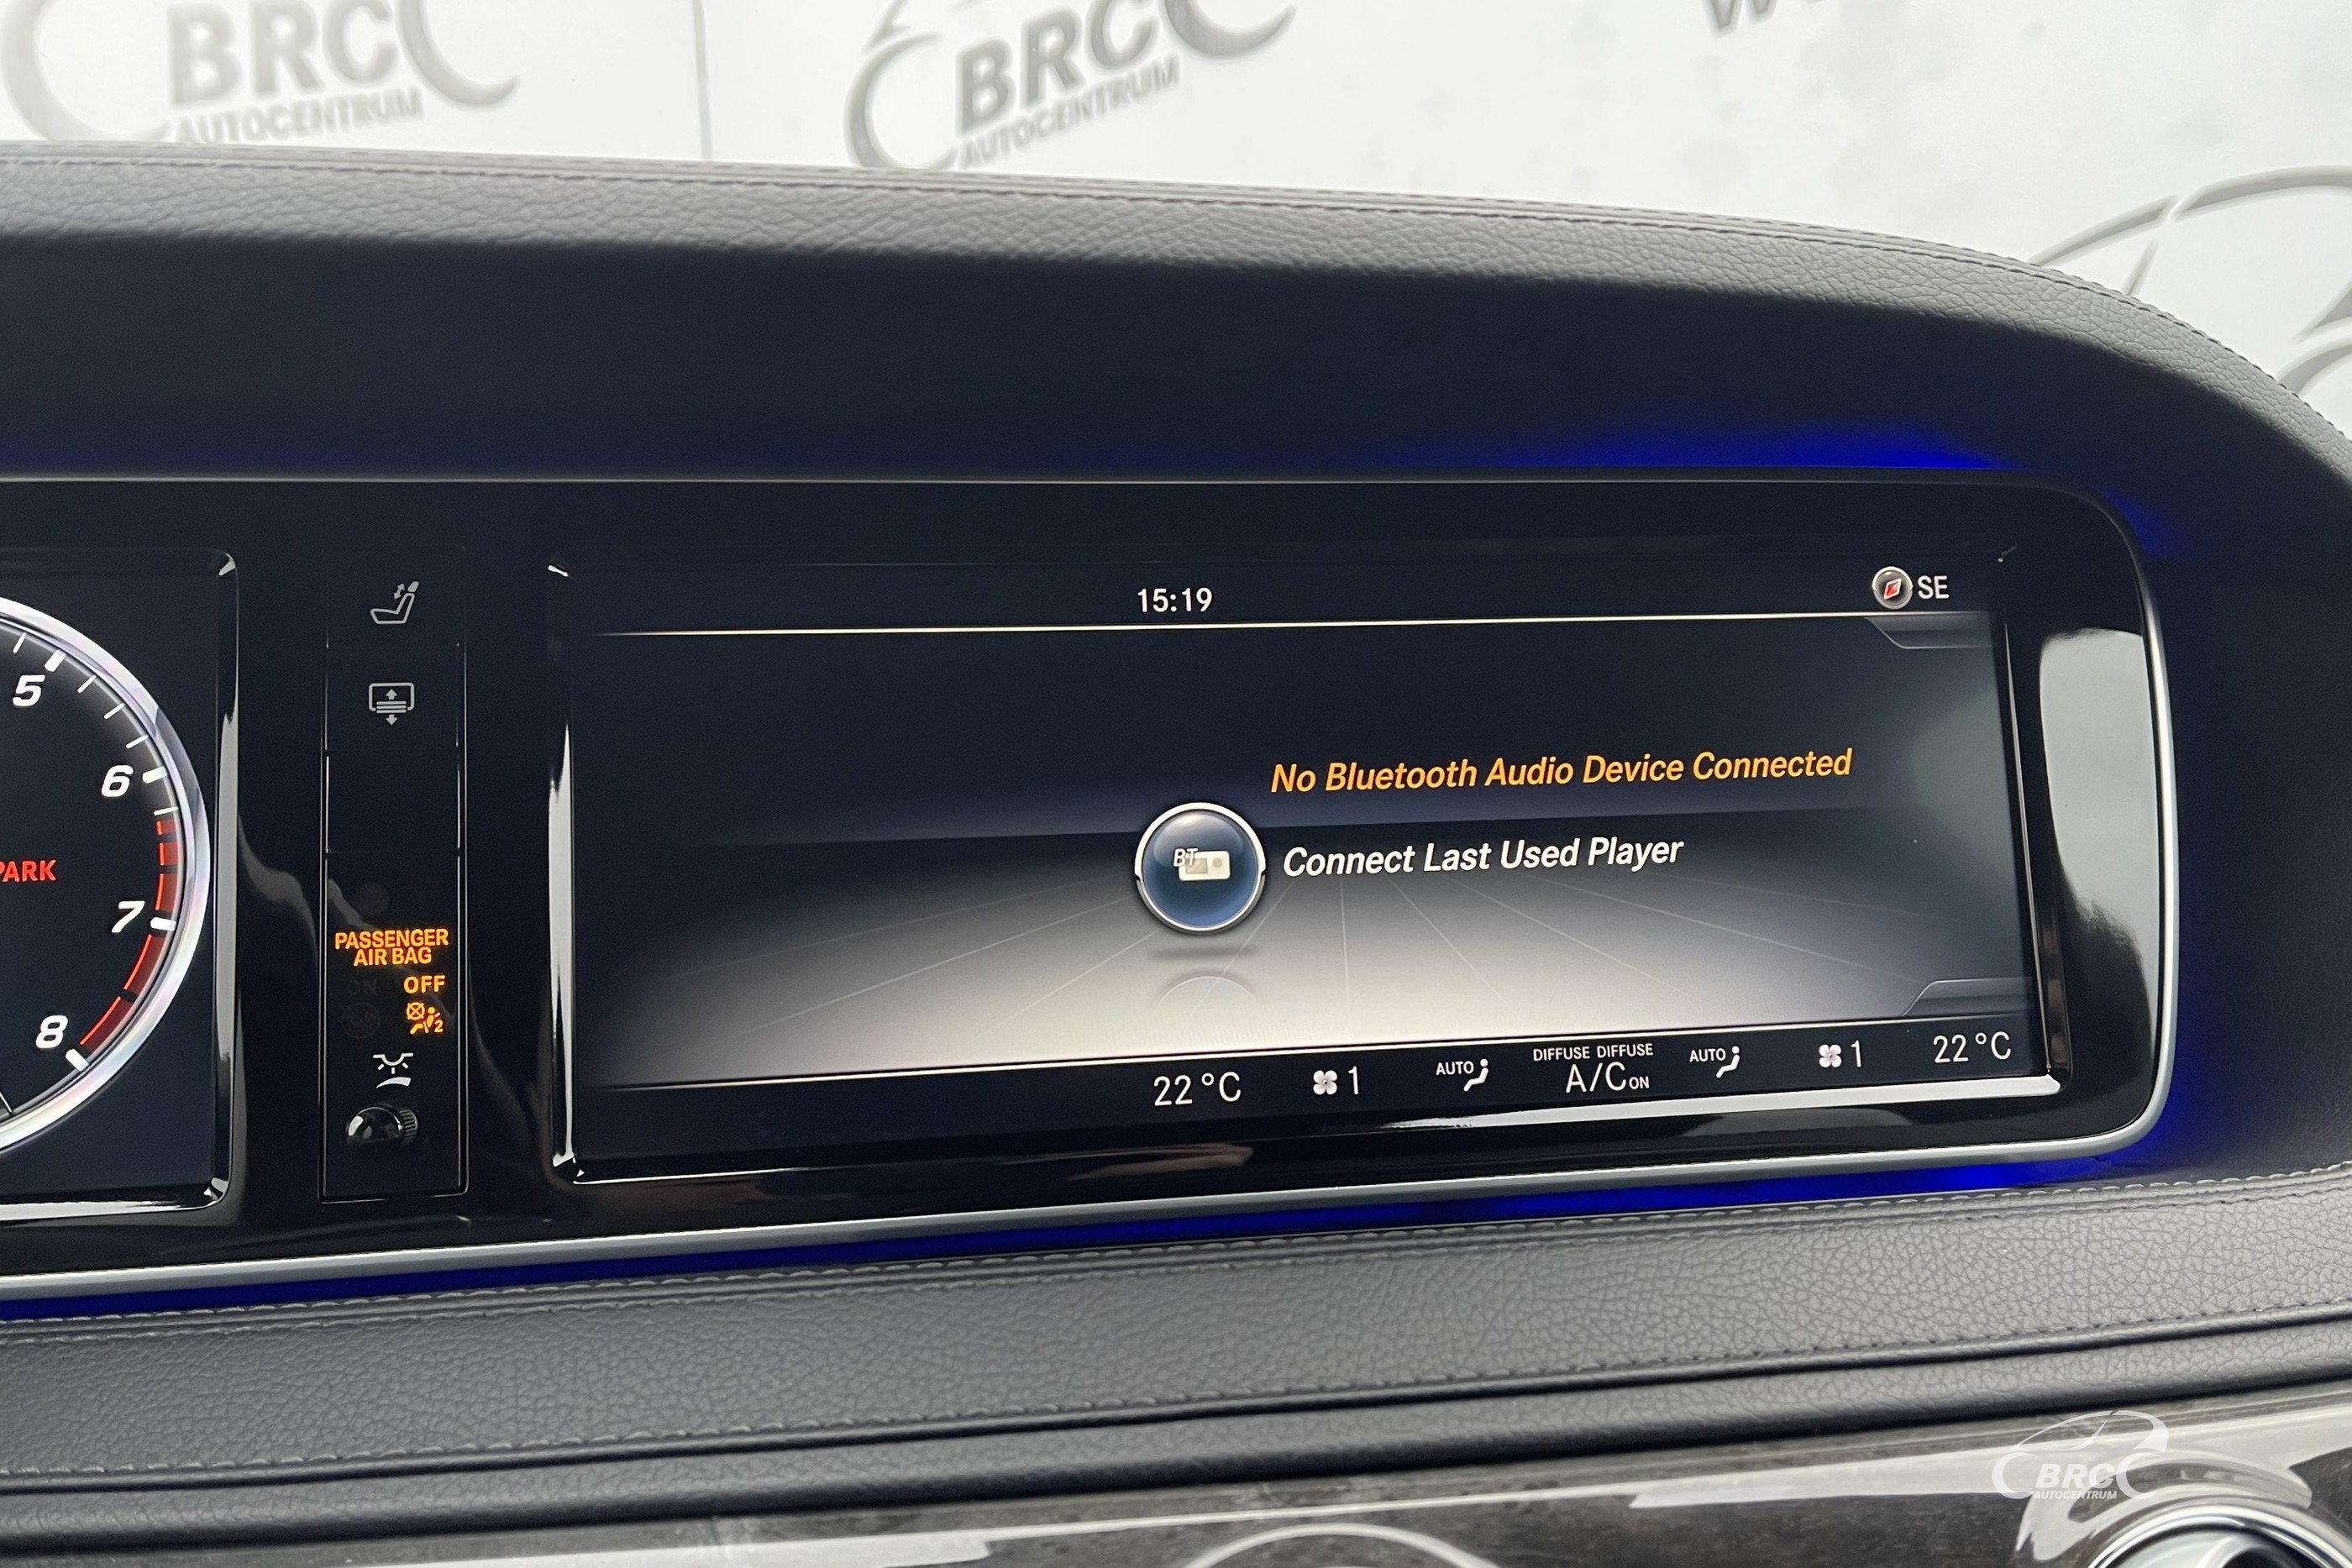 BRC
AUTOCENTRUM
BRC
AUTOCENTRUM
15:19
SE
5
6
7
8
PARK
No Bluetooth Audio Device Connected
BT
Connect Last Used Player
PASSENGER
AIR BAG
ON OFF
2
22°C 1 AUTO DIFFUSE DIFFUSE AUTO 1 22°C
A/C ON
BRC
AUTOCENTRUM